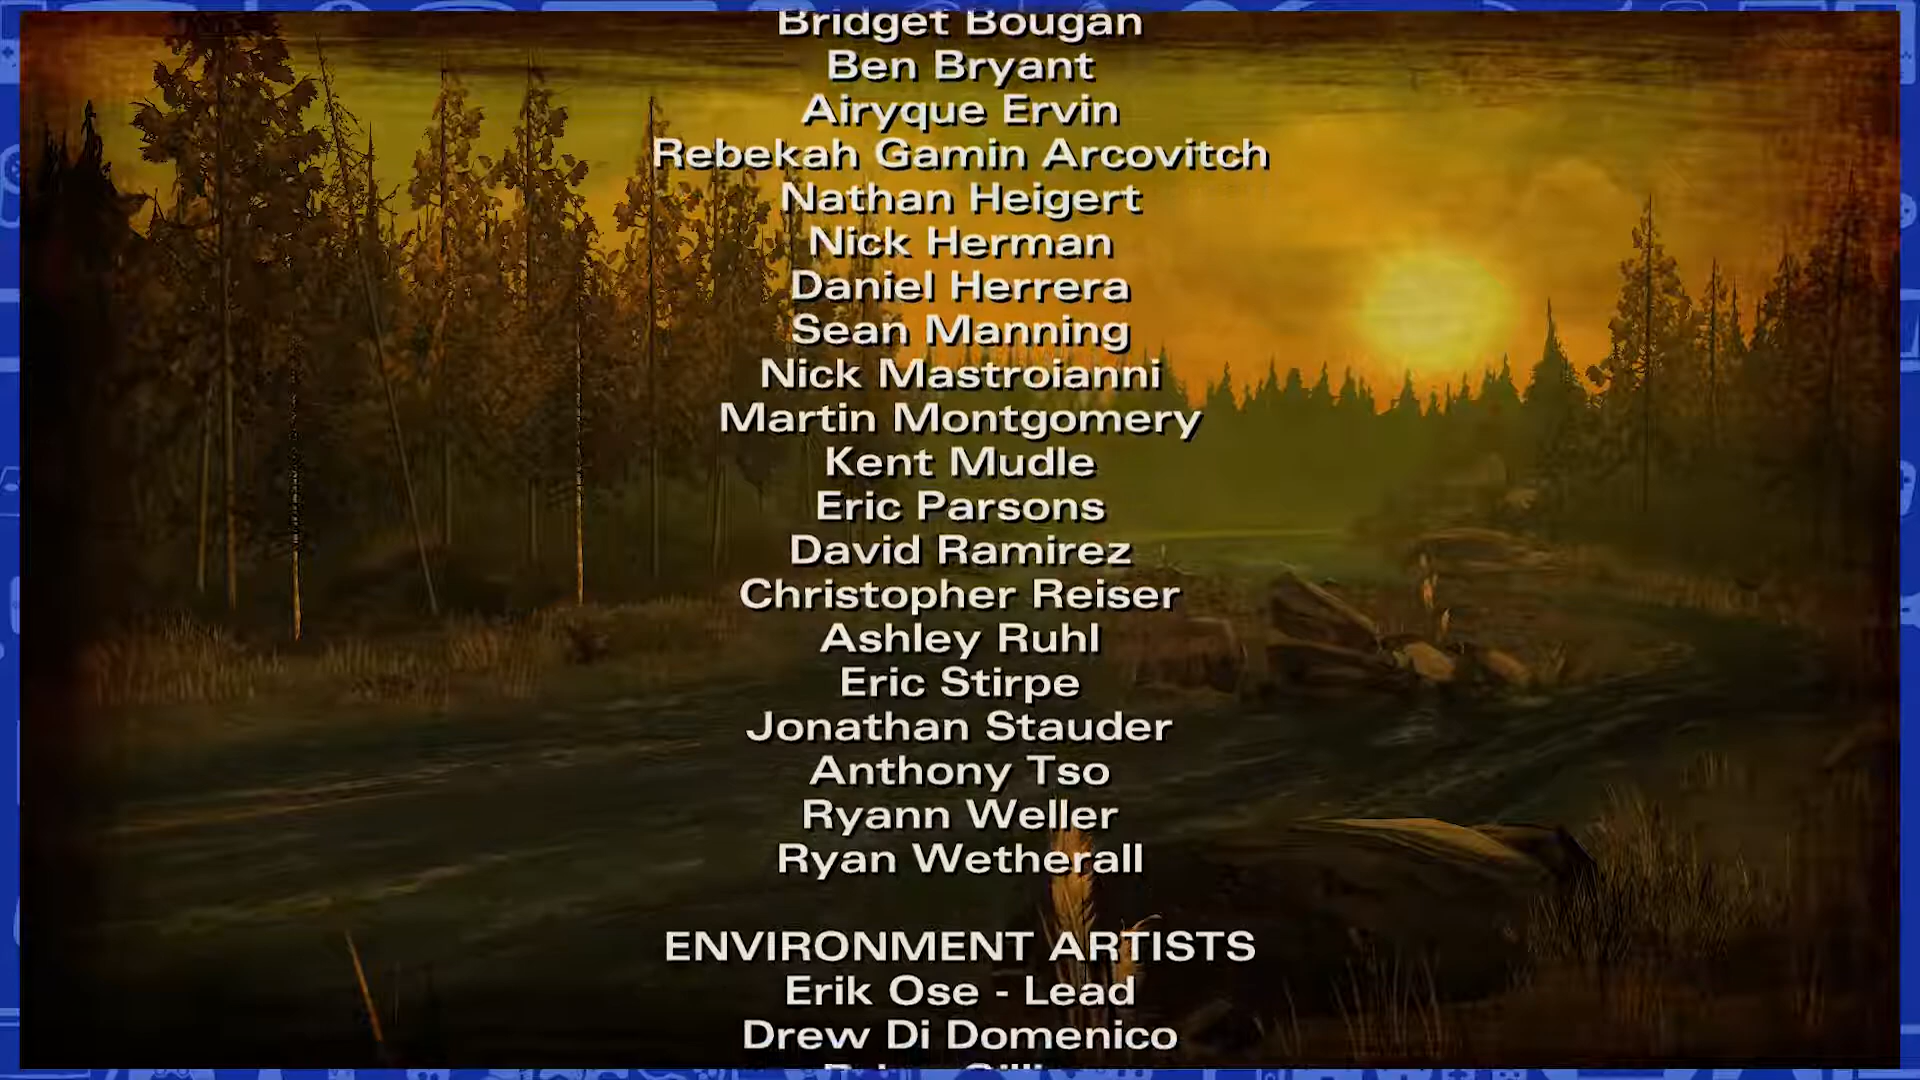 Bridget Bougan
Ben Bryant
Airyque Ervin
Rebekah Gamin Arcovitch
Nathan Heigert
Nick Herman
Daniel Herrera
Sean Manning
Nick Mastroianni
Martin Montgomery
Kent Mudle
Eric Parsons
David Ramirez
Christopher Reiser
Ashley Ruhl
Eric Stirpe
Jonathan Stauder
Anthony Tso
Ryann Weller
Ryan Wetherall
ENVIRONMENT ARTISTS
Erik Ose - Lead
Drew Di Domenico